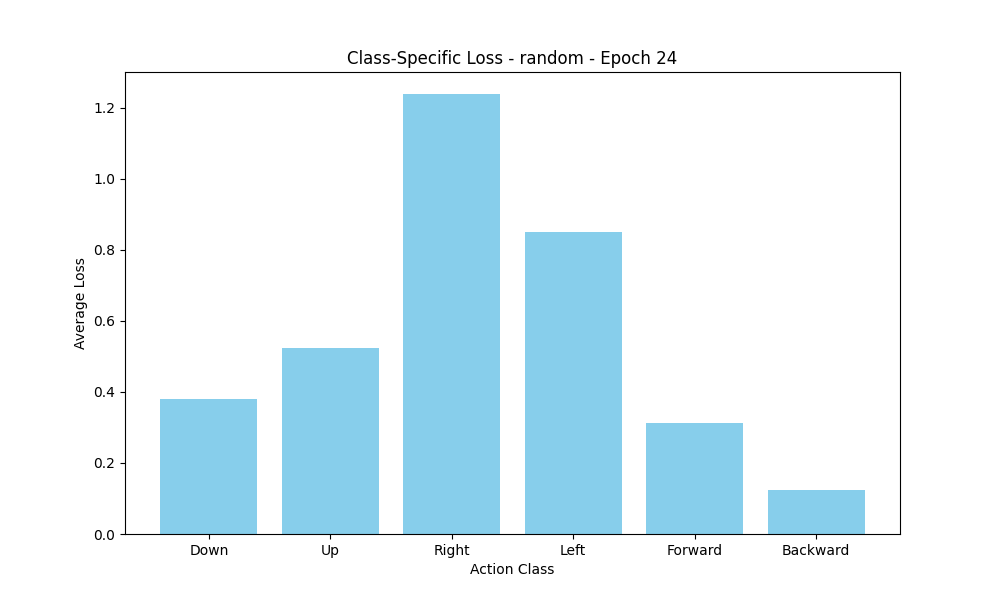 Class-Specific Loss - random - Epoch 24
1.2
1.0
0.8
0.6
0.4
0.2
0.0
Average Loss
Down Up Right Left Forward Backward
Action Class